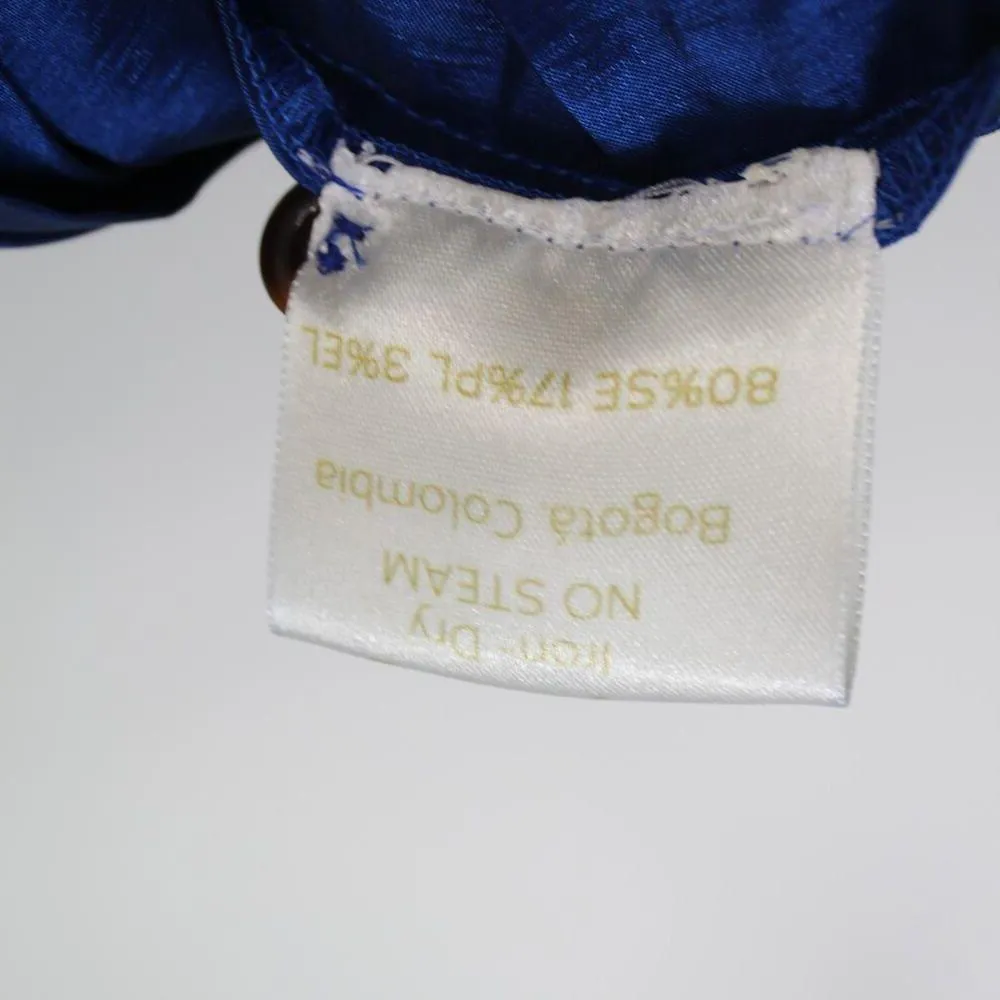 Iron- Dry
NO STEAM
Bogotá Colombia
80%SE 17%PL 3%EL